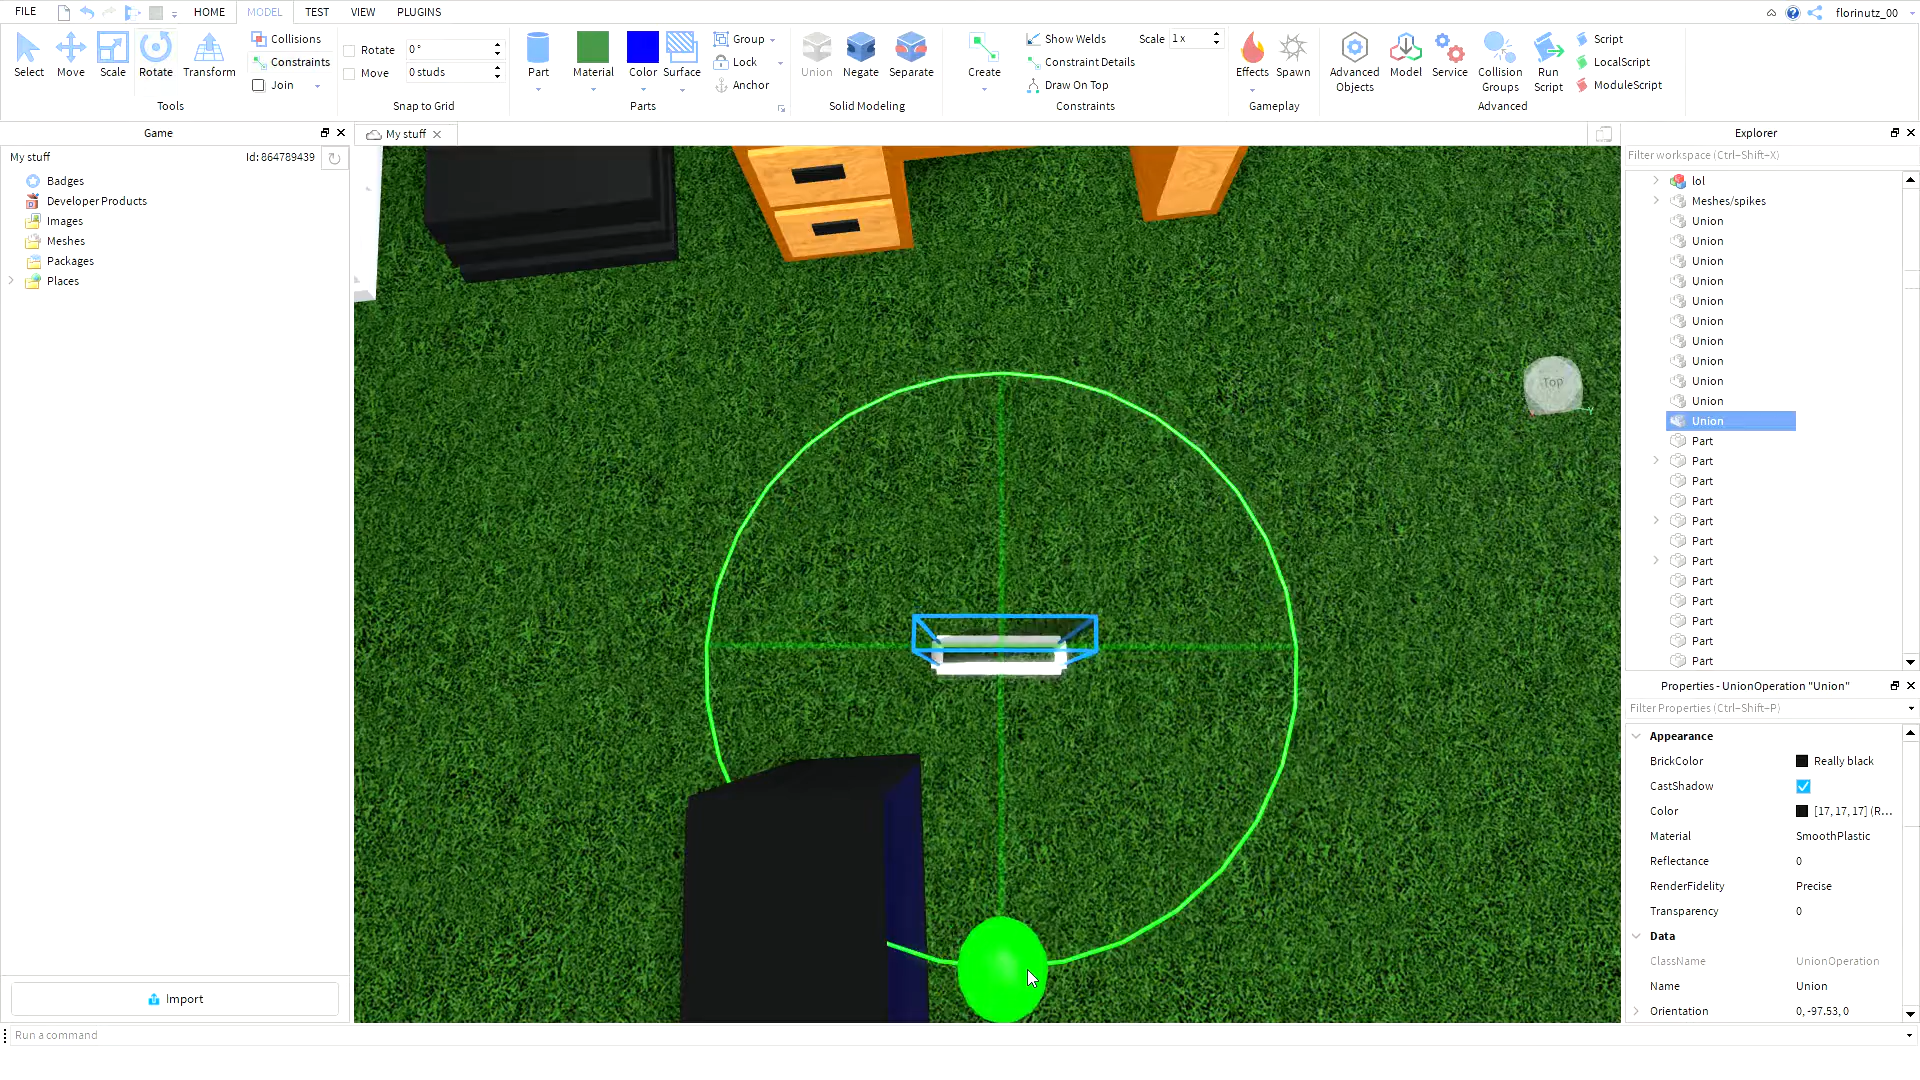 FILE HOME MODEL TEST VIEW PLUGINS florinutz_00
Select Move Scale Rotate Transform
Collisions
Constraints
Join
Tools
Rotate 0°
Move 0 studs
Snap to Grid
Part Material Color Surface
Group
Lock
Anchor
Parts
Union Negate Separate
Solid Modeling
Create
Show Welds Scale 1 x
Constraint Details
Draw On Top
Constraints
Effects Spawn
Gameplay
Advanced Objects Model Service Collision Groups Run Script
Script
LocalScript
ModuleScript
Advanced
Game
My stuff Id: 864789439
Badges
Developer Products
Images
Meshes
Packages
Places
Import
My stuff
Top
Y
Explorer
Filter workspace (Ctrl-Shift-X)
lol
Meshes/spikes
Union
Union
Union
Union
Union
Union
Union
Union
Union
Union
Union
Part
Part
Part
Part
Part
Part
Part
Part
Part
Part
Part
Part
Properties - UnionOperation "Union"
Filter Properties (Ctrl-Shift-P)
Appearance
BrickColor Really black
CastShadow
Color [17, 17, 17] (R...
Material SmoothPlastic
Reflectance 0
RenderFidelity Precise
Transparency 0
Data
ClassName UnionOperation
Name Union
Orientation 0, -97.53, 0
Run a command